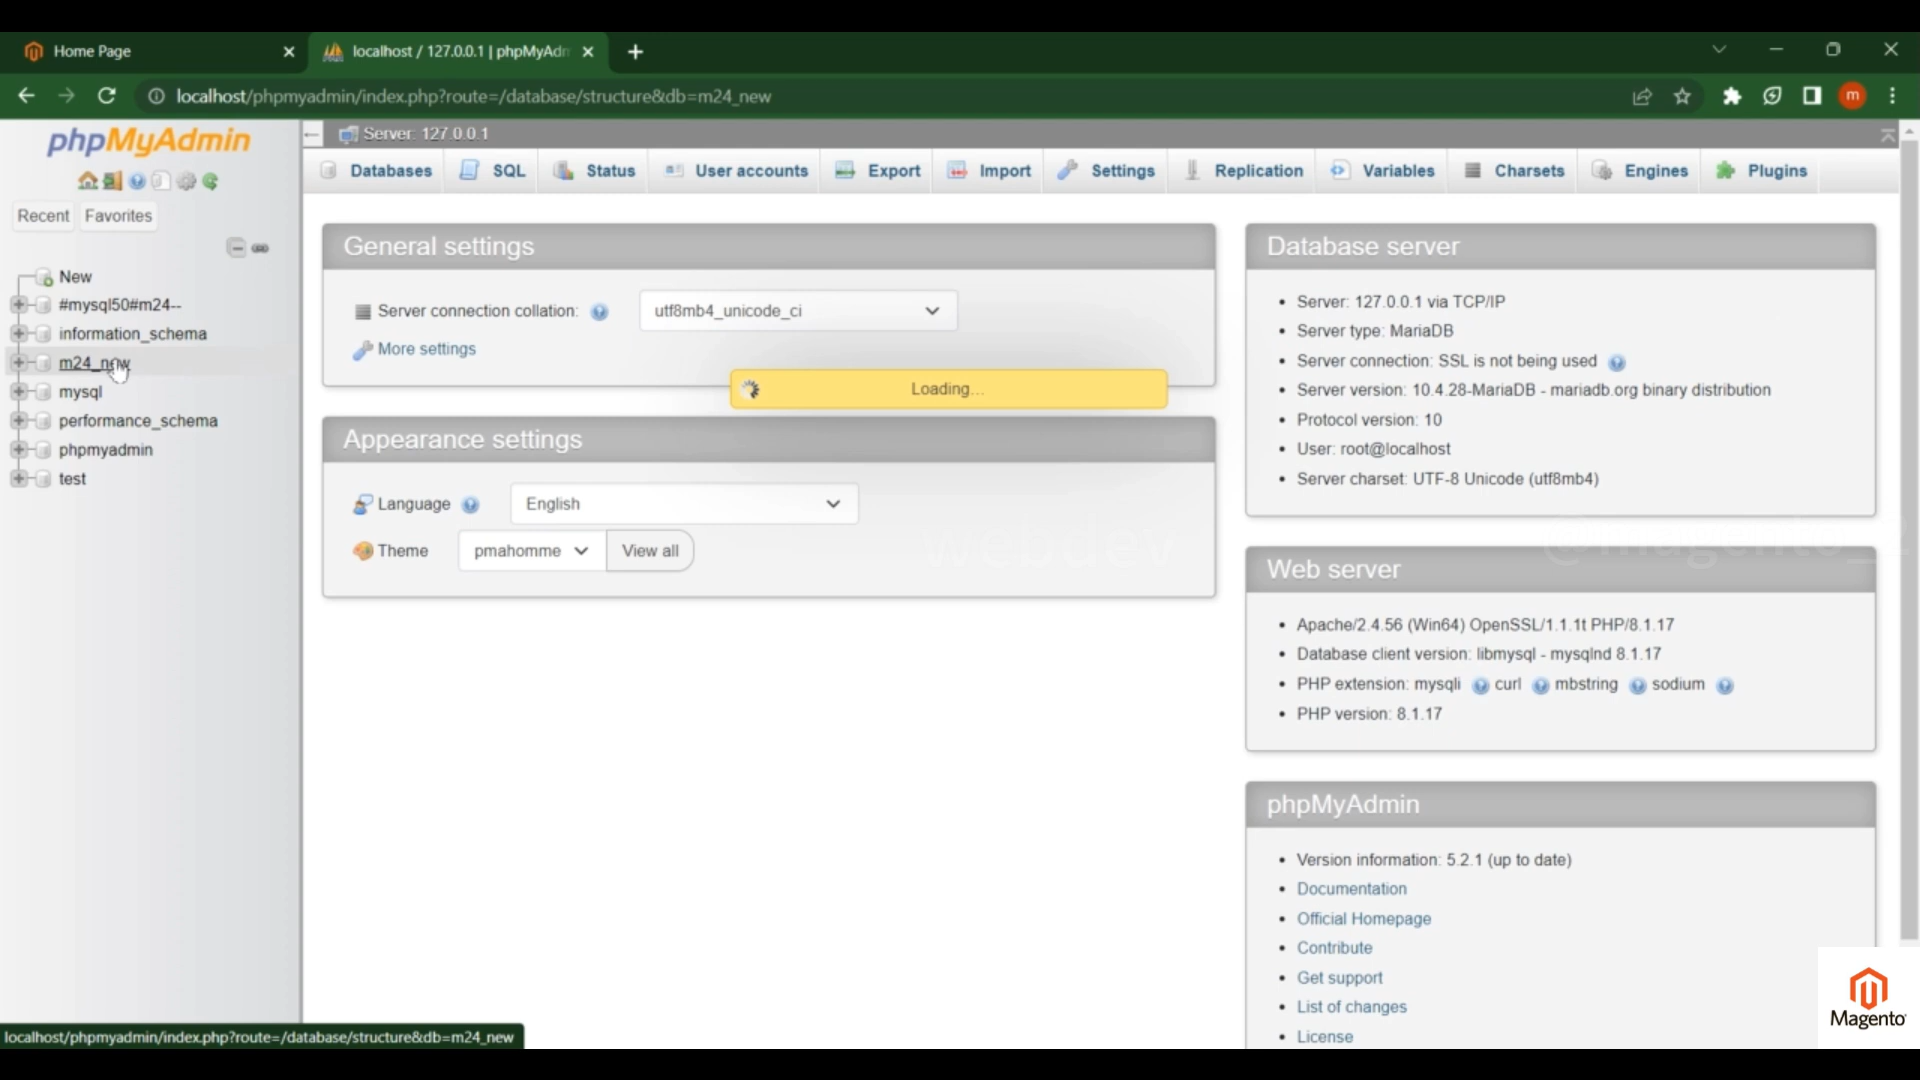 Home Page
localhost / 127.0.0.1 | phpMyAdm
localhost/phpmyadmin/index.php?route=/database/structure&db=m24_new
m
phpMyAdmin
Server: 127.0.0.1
Databases SQL Status User accounts Export Import Settings Replication Variables Charsets Engines Plugins
Recent Favorites
New
#mysql50#m24--
information_schema
m24_new
mysql
performance_schema
phpmyadmin
test
General settings
Server connection collation: utf8mb4_unicode_ci
More settings
Loading...
Appearance settings
Language English
Theme pmahomme View all
webdev
Database server
Server: 127.0.0.1 via TCP/IP
Server type: MariaDB
Server connection: SSL is not being used
Server version: 10.4.28-MariaDB - mariadb.org binary distribution
Protocol version: 10
User: root@localhost
Server charset: UTF-8 Unicode (utf8mb4)
Web server
Apache/2.4.56 (Win64) OpenSSL/1.1.1t PHP/8.1.17
Database client version: libmysql - mysqlnd 8.1.17
PHP extension: mysqli curl mbstring sodium
PHP version: 8.1.17
phpMyAdmin
Version information: 5.2.1 (up to date)
Documentation
Official Homepage
Contribute
Get support
List of changes
License
Magento
localhost/phpmyadmin/index.php?route=/database/structure&db=m24_new